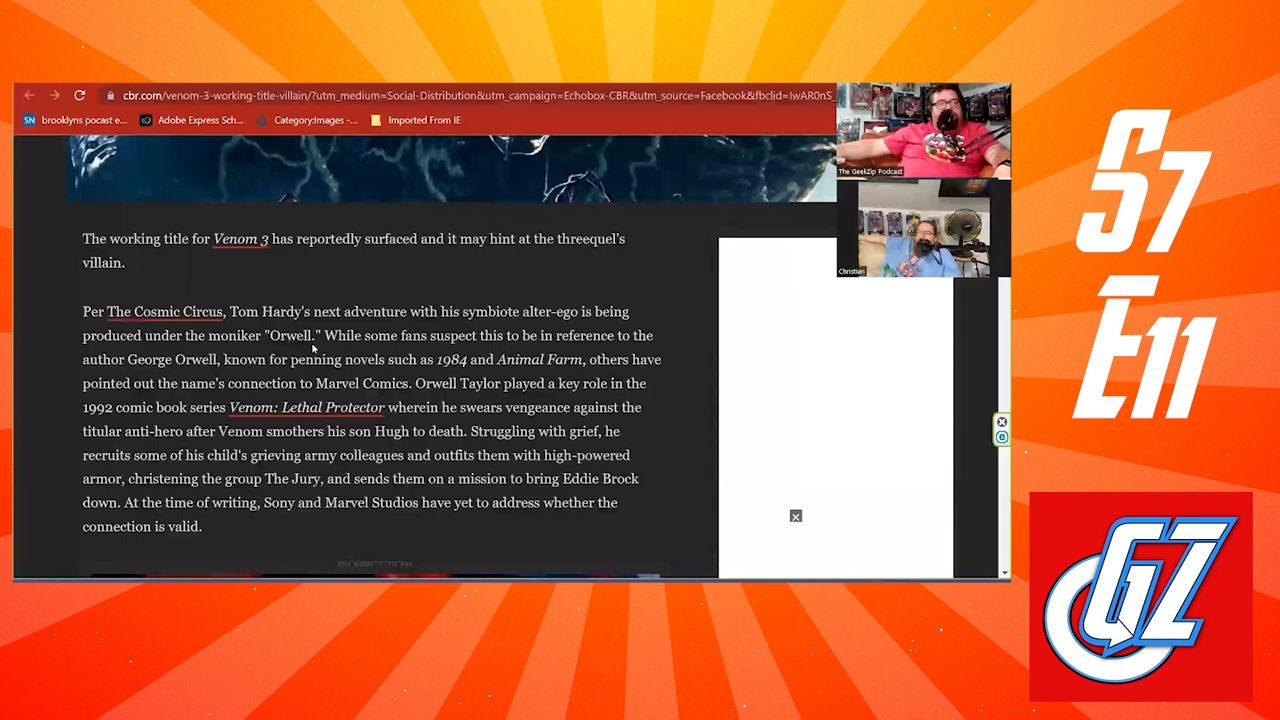 cbr.com/venom-3-working-title-villain/?utm_medium=Social-Distribution&utm_campaign=Echobox-CBR&utm_source=Facebook&fbclid=IwAR0nS_
SN brooklyns pocast e... Adobe Express Sch... Category:Images -... Imported From IE
The GeekZip Podcast
Christian
The working title for Venom 3 has reportedly surfaced and it may hint at the threequel's
villain.
Per The Cosmic Circus, Tom Hardy's next adventure with his symbiote alter-ego is being
produced under the moniker "Orwell." While some fans suspect this to be in reference to the
author George Orwell, known for penning novels such as 1984 and Animal Farm, others have
pointed out the name's connection to Marvel Comics. Orwell Taylor played a key role in the
1992 comic book series Venom: Lethal Protector wherein he swears vengeance against the
titular anti-hero after Venom smothers his son Hugh to death. Struggling with grief, he
recruits some of his child's grieving army colleagues and outfits them with high-powered
armor, christening the group The Jury, and sends them on a mission to bring Eddie Brock
down. At the time of writing, Sony and Marvel Studios have yet to address whether the
connection is valid.
S7
E11
GZ